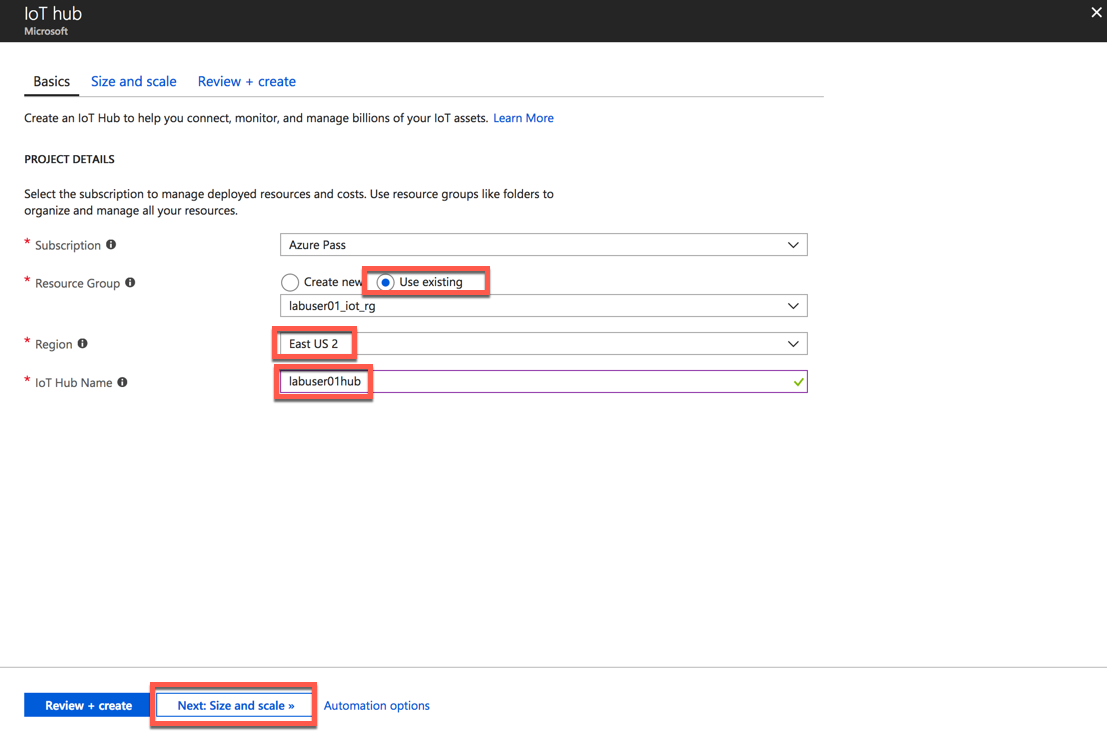 IoT hub
Microsoft
Basics Size and scale Review + create
Create an IoT Hub to help you connect, monitor, and manage billions of your IoT assets. Learn More
PROJECT DETAILS
Select the subscription to manage deployed resources and costs. Use resource groups like folders to
organize and manage all your resources.
* Subscription Azure Pass
* Resource Group Create new Use existing
labuser01_iot_rg
* Region East US 2
* IoT Hub Name labuser01hub
Review + create Next: Size and scale » Automation options